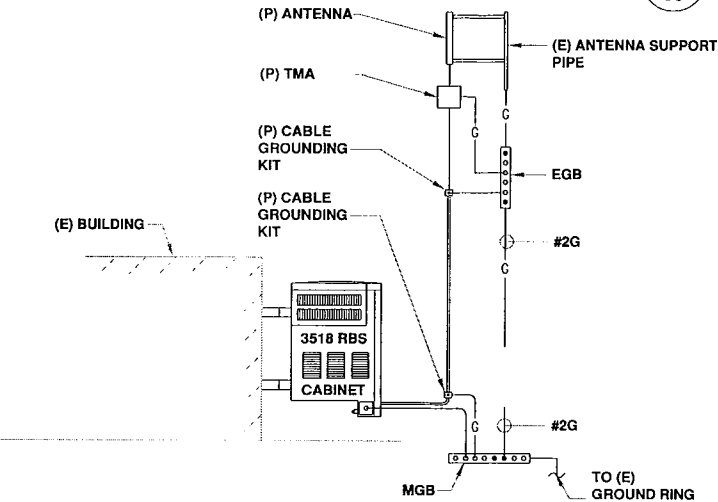 (P) ANTENNA
(E) ANTENNA SUPPORT
PIPE
(P) TMA
G
G
(P) CABLE
GROUNDING
KIT
EGB
(P) CABLE
GROUNDING
KIT
(E) BUILDING
#2G
G
3518 RBS
CABINET
G
#2G
MGB
TO (E)
GROUND RING